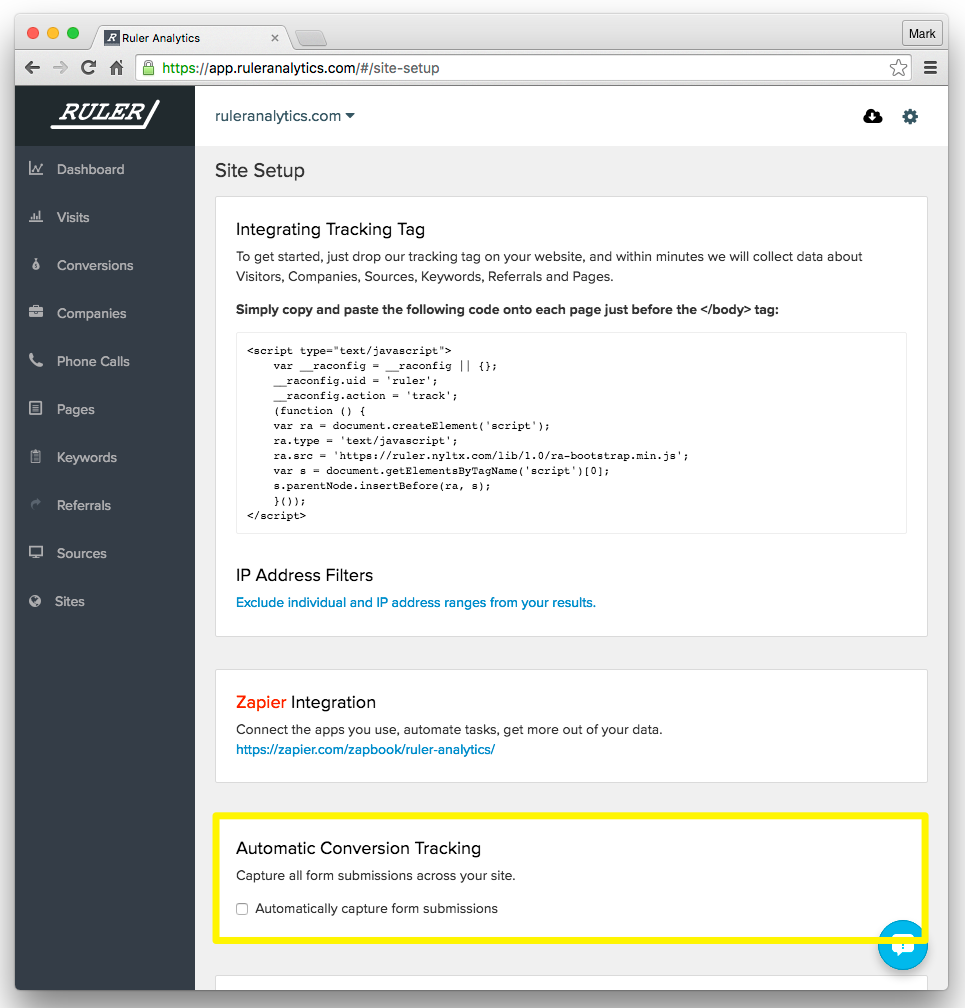 Ruler Analytics
Mark
https://app.ruleranalytics.com/#/site-setup
RULER
ruleranalytics.com
Dashboard
Visits
Conversions
Companies
Phone Calls
Pages
Keywords
Referrals
Sources
Sites
Site Setup
Integrating Tracking Tag
To get started, just drop our tracking tag on your website, and within minutes we will collect data about
Visitors, Companies, Sources, Keywords, Referrals and Pages.
Simply copy and paste the following code onto each page just before the </body> tag:
<script type="text/javascript">
    var __raconfig = __raconfig || {};
    __raconfig.uid = 'ruler';
    __raconfig.action = 'track';
    (function () {
    var ra = document.createElement('script');
    ra.type = 'text/javascript';
    ra.src = 'https://ruler.nyltx.com/lib/1.0/ra-bootstrap.min.js';
    var s = document.getElementsByTagName('script')[0];
    s.parentNode.insertBefore(ra, s);
    }());
</script>
IP Address Filters
Exclude individual and IP address ranges from your results.
Zapier Integration
Connect the apps you use, automate tasks, get more out of your data.
https://zapier.com/zapbook/ruler-analytics/
Automatic Conversion Tracking
Capture all form submissions across your site.
Automatically capture form submissions